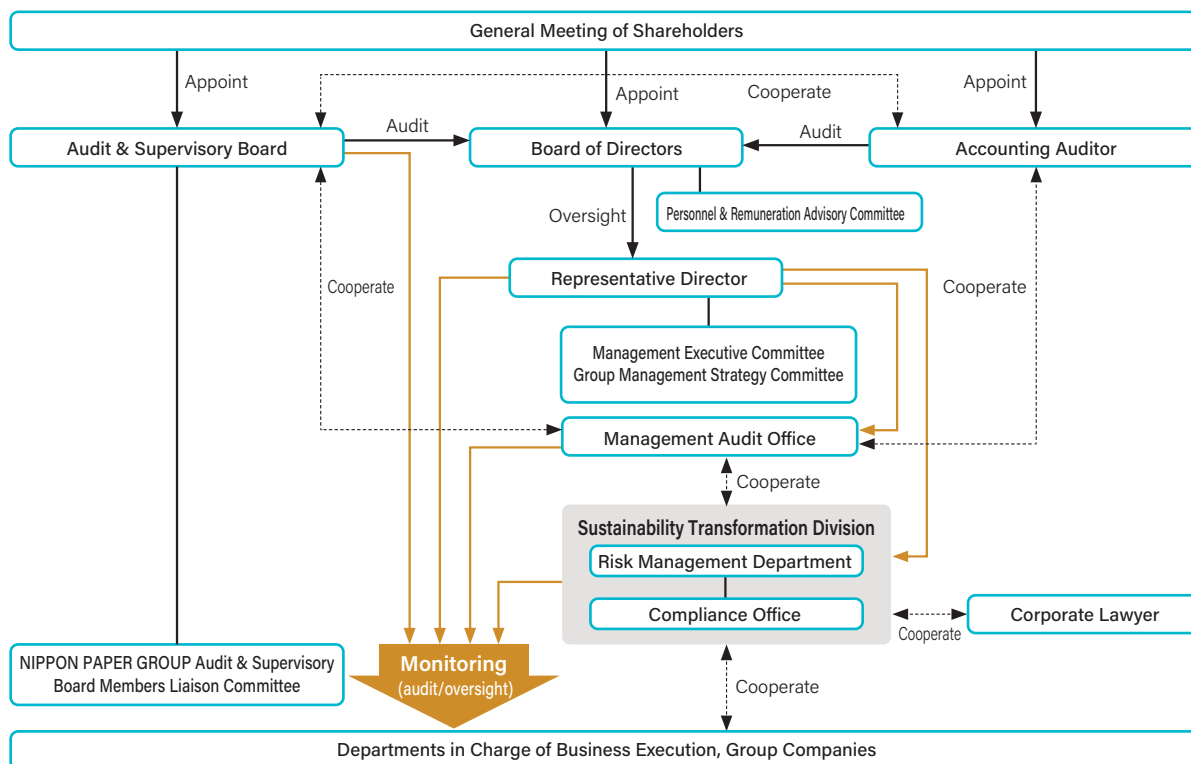 General Meeting of Shareholders
Appoint
Appoint
Cooperate
Appoint
Audit & Supervisory Board
Audit
Board of Directors
Audit
Accounting Auditor
Personnel & Remuneration Advisory Committee
Oversight
Representative Director
Cooperate
Cooperate
Management Executive Committee
Group Management Strategy Committee
Management Audit Office
Cooperate
Sustainability Transformation Division
Risk Management Department
Compliance Office
Cooperate
Corporate Lawyer
NIPPON PAPER GROUP Audit & Supervisory
Board Members Liaison Committee
Monitoring
(audit/oversight)
Cooperate
Departments in Charge of Business Execution, Group Companies